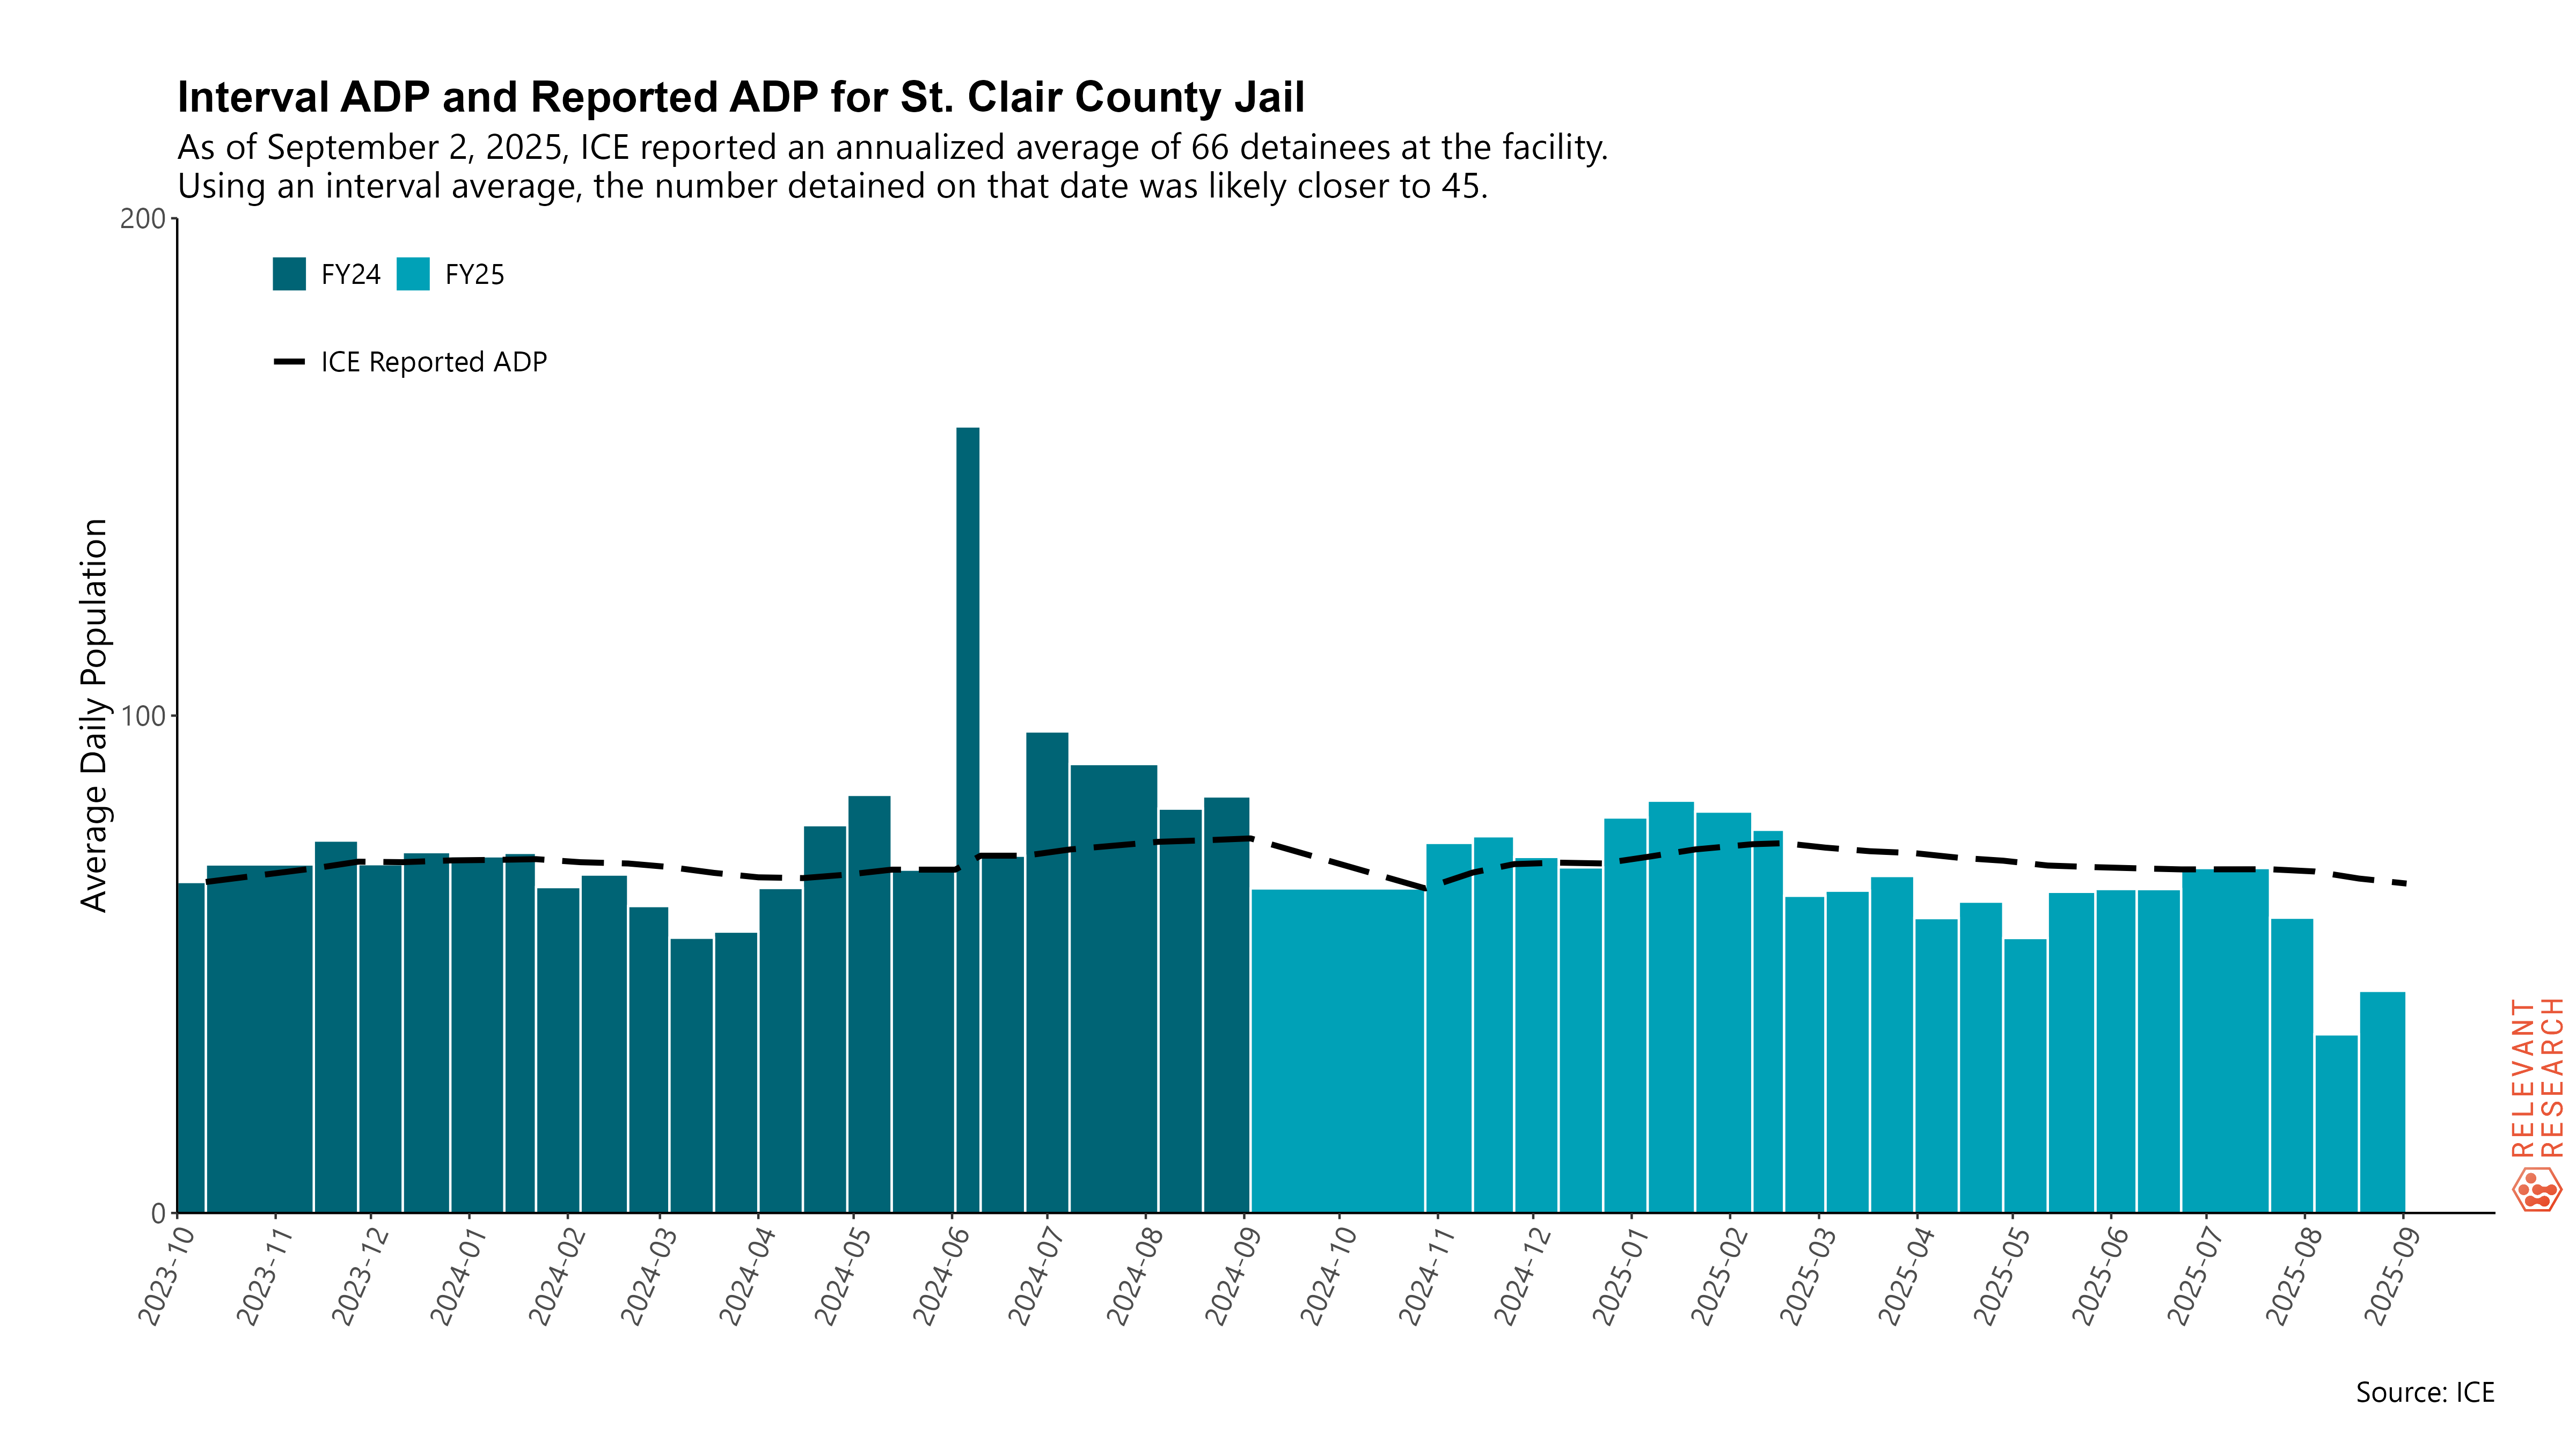 Interval ADP and Reported ADP for St. Clair County Jail
As of September 2, 2025, ICE reported an annualized average of 66 detainees at the facility.
Using an interval average, the number detained on that date was likely closer to 45.
200
FY24 FY25
ICE Reported ADP
Average Daily Population
100
0
2023-10 2023-11 2023-12 2024-01 2024-02 2024-03 2024-04 2024-05 2024-06 2024-07 2024-08 2024-09 2024-10 2024-11 2024-12 2025-01 2025-02 2025-03 2025-04 2025-05 2025-06 2025-07 2025-08 2025-09
RELEVANT
RESEARCH
Source: ICE